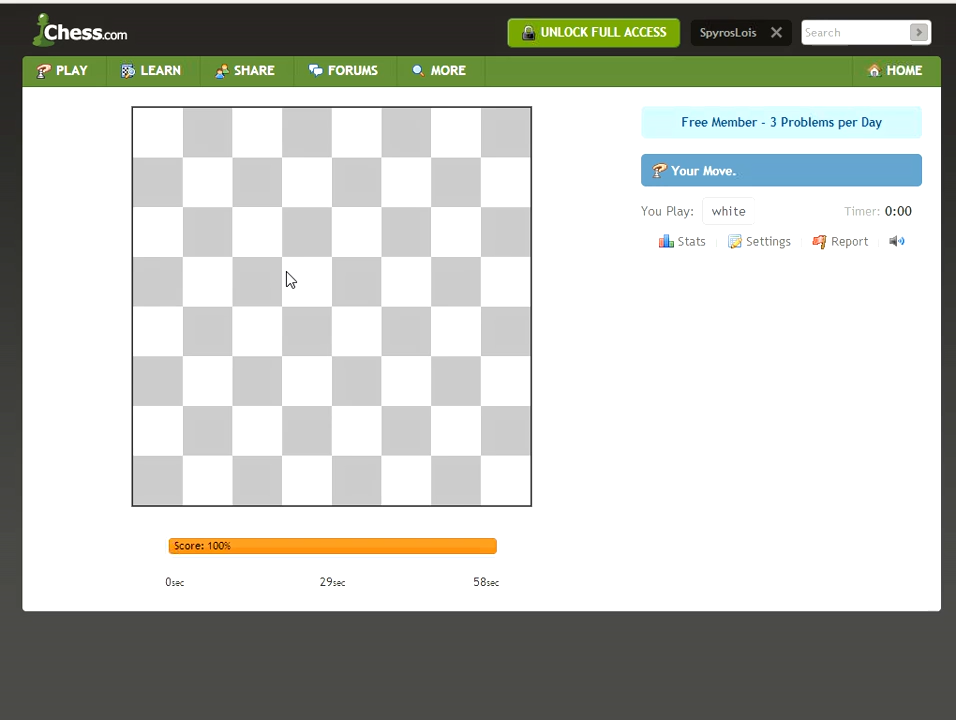 Chess.com
UNLOCK FULL ACCESS
SpyrosLois
Search
PLAY
LEARN
SHARE
FORUMS
MORE
HOME
Free Member - 3 Problems per Day
Your Move.
You Play: white
Timer: 0:00
Stats
Settings
Report
Score: 100%
0sec
29sec
58sec